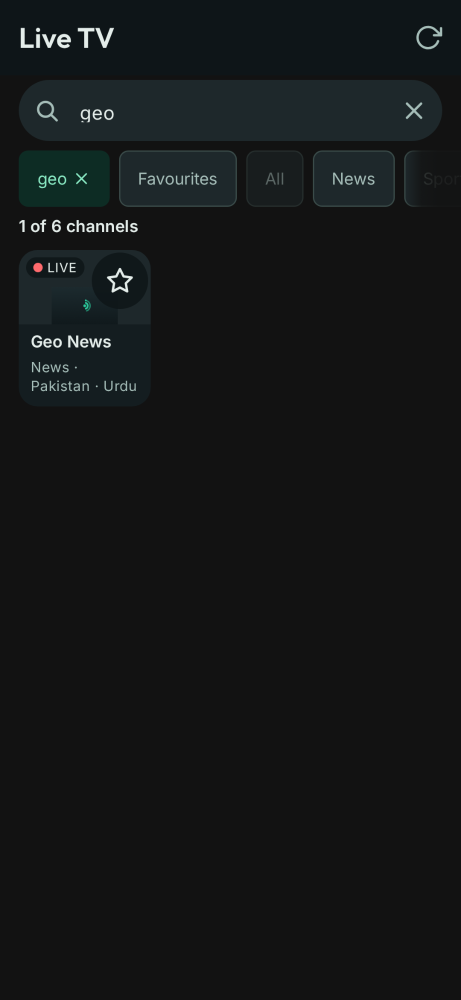 Live TV
geo
geo
Favourites
All
News
1 of 6 channels
LIVE
Geo News
News ·
Pakistan · Urdu